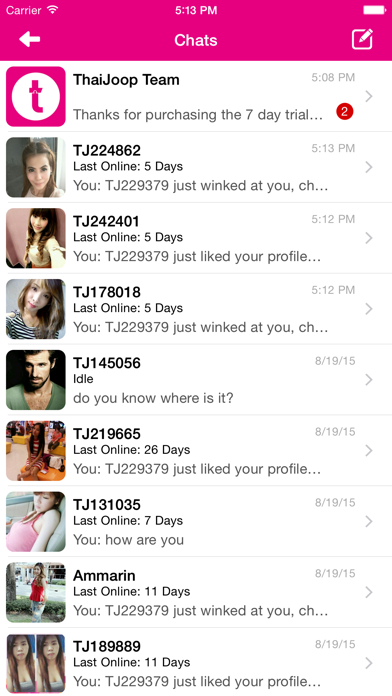 Carrier 5:13 PM
Chats
t
ThaiJoop Team 5:08 PM
Thanks for purchasing the 7 day trial… 2
TJ224862 5:13 PM
Last Online: 5 Days
You: TJ229379 just winked at you, ch…
TJ242401 5:12 PM
Last Online: 5 Days
You: TJ229379 just liked your profile…
TJ178018 5:12 PM
Last Online: 5 Days
You: TJ229379 just winked at you, ch…
TJ145056 8/19/15
Idle
do you know where is it?
TJ219665 8/19/15
Last Online: 26 Days
You: TJ229379 just liked your profile…
TJ131035 8/19/15
Last Online: 7 Days
You: how are you
Ammarin 8/19/15
Last Online: 11 Days
You: TJ229379 just winked at you, ch…
TJ189889 8/19/15
Last Online: 11 Days
You: TJ229379 just liked your profile…